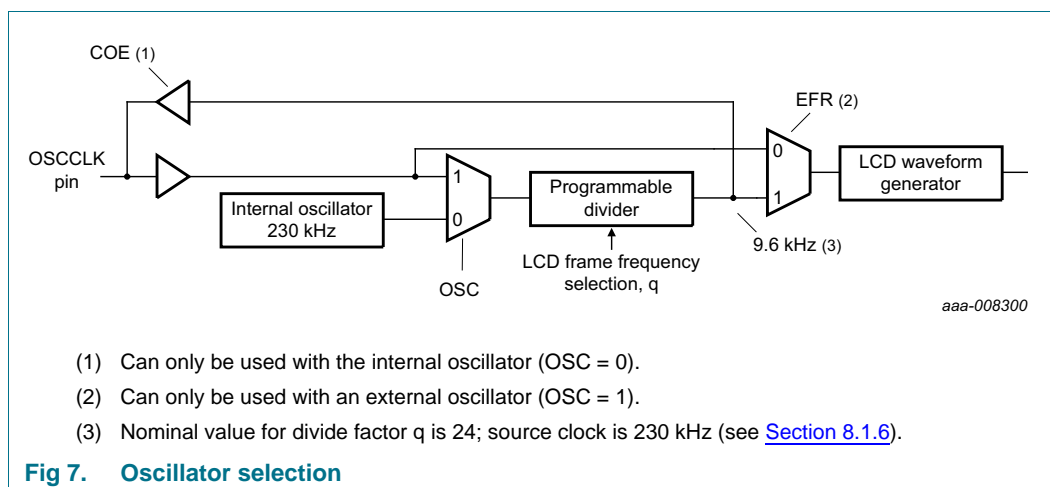 COE (1)
EFR (2)
OSCCLK
pin
0
1
LCD waveform
generator
1
0
Programmable
divider
Internal oscillator
230 kHz
9.6 kHz (3)
LCD frame frequency
selection, q
OSC
aaa-008300
(1) Can only be used with the internal oscillator (OSC = 0).
(2) Can only be used with an external oscillator (OSC = 1).
(3) Nominal value for divide factor q is 24; source clock is 230 kHz (see Section 8.1.6).
Fig 7. Oscillator selection